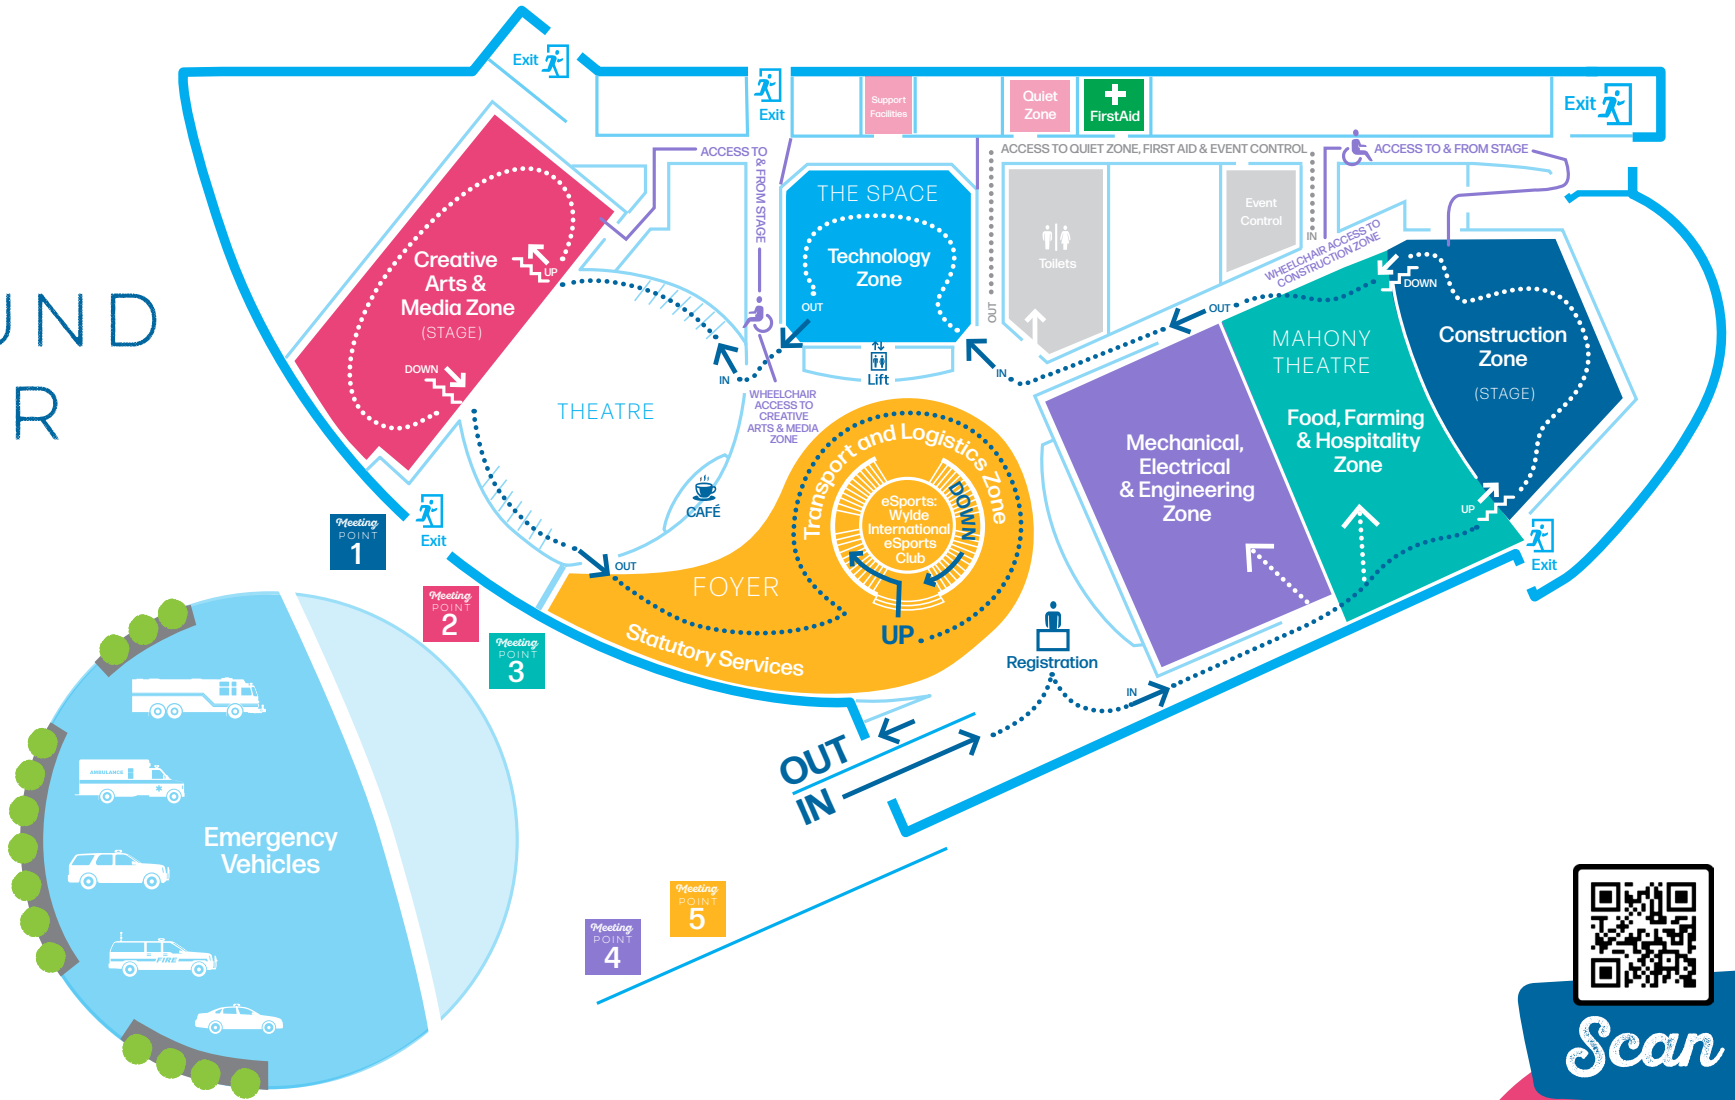 UND
R
Exit
Exit
Support
Facilities
Quiet
Zone
FirstAid
Exit
ACCESS TO
& FROM STAGE
ACCESS TO QUIET ZONE, FIRST AID & EVENT CONTROL
ACCESS TO & FROM STAGE
THE SPACE
Technology
Zone
OUT
Toilets
OUT
Event
Control
IN
WHEELCHAIR ACCESS TO
CONSTRUCTION ZONE
Creative
Arts &
Media Zone
(STAGE)
UP
DOWN
THEATRE
IN
Lift
WHEELCHAIR
ACCESS TO
CREATIVE
ARTS & MEDIA
ZONE
IN
OUT
DOWN
MAHONY
THEATRE
Food, Farming
& Hospitality
Zone
Construction
Zone
(STAGE)
UP
Mechanical,
Electrical
& Engineering
Zone
CAFÉ
Transport and Logistics Zone
eSports:
Wylde
International
eSports
Club
DOWN
UP
Exit
Exit
OUT
FOYER
Statutory Services
Registration
IN
OUT
IN
Meeting
POINT
1
Meeting
POINT
2
Meeting
POINT
3
AMBULANCE
Emergency
Vehicles
FIRE
Meeting
POINT
4
Meeting
POINT
5
Scan